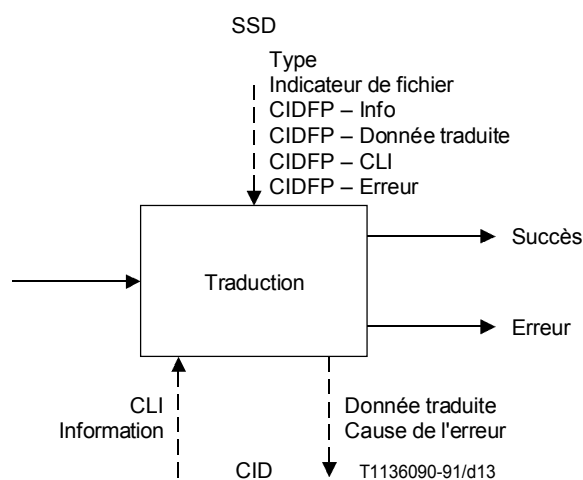 SSD
Type
Indicateur de fichier
CIDFP – Info
CIDFP – Donnée traduite
CIDFP – CLI
CIDFP – Erreur
Succès
Traduction
Erreur
CLI
Information
Donnée traduite
Cause de l'erreur
CID
T1136090-91/d13